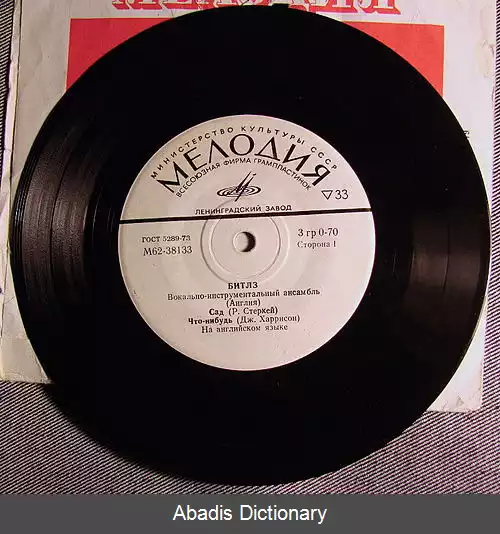 МИНИСТЕРСТВО КУЛЬТУРЫ СССР
МЕЛОДИЯ
ВСЕСОЮЗНАЯ ФИРМА ГРАМПЛАСТИНОК
▽33
ЛЕНИНГРАДСКИЙ ЗАВОД
ГОСТ 5289-73
М62-38133
3 гр 0-70
Сторона 1
БИТЛЗ
Вокально-инструментальный ансамбль
(Англия)
Сад (Р. Стеркей)
Что-нибудь (Дж. Харрисон)
На английском языке
Abadis Dictionary